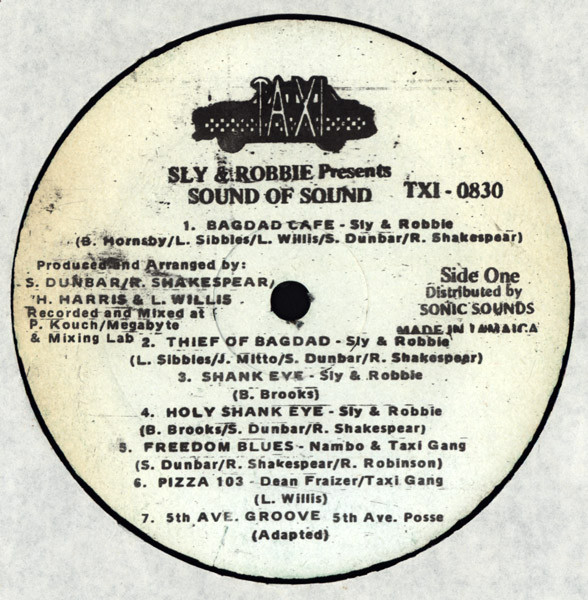 TAXI
SLY & ROBBIE Presents
SOUND OF SOUND
TXI - 0830
1. BAGDAD CAFE - Sly & Robbie
(B. Hornsby/L. Sibbles/L. Willis/S. Dunbar/R. Shakespear)
Produced and Arranged by:
S. DUNBAR/R. SHAKESPEAR/
H. HARRIS & L. WILLIS
Recorded and Mixed at
P. Kouch/Megabyte
& Mixing Lab
Side One
Distributed by
SONIC SOUNDS
MADE IN JAMAICA
2. THIEF OF BAGDAD - Sly & Robbie
(L. Sibbles/J. Mitto/S. Dunbar/R. Shakespear)
3. SHANK EYE - Sly & Robbie
(B. Brooks)
4. HOLY SHANK EYE - Sly & Robbie
(B. Brooks/S. Dunbar/R. Shakespear)
5. FREEDOM BLUES - Nambo & Taxi Gang
(S. Dunbar/R. Shakespear/R. Robinson)
6. PIZZA 103 - Dean Fraizer/Taxi Gang
(L. Willis)
7. 5th AVE. GROOVE 5th Ave. Posse
(Adapted)